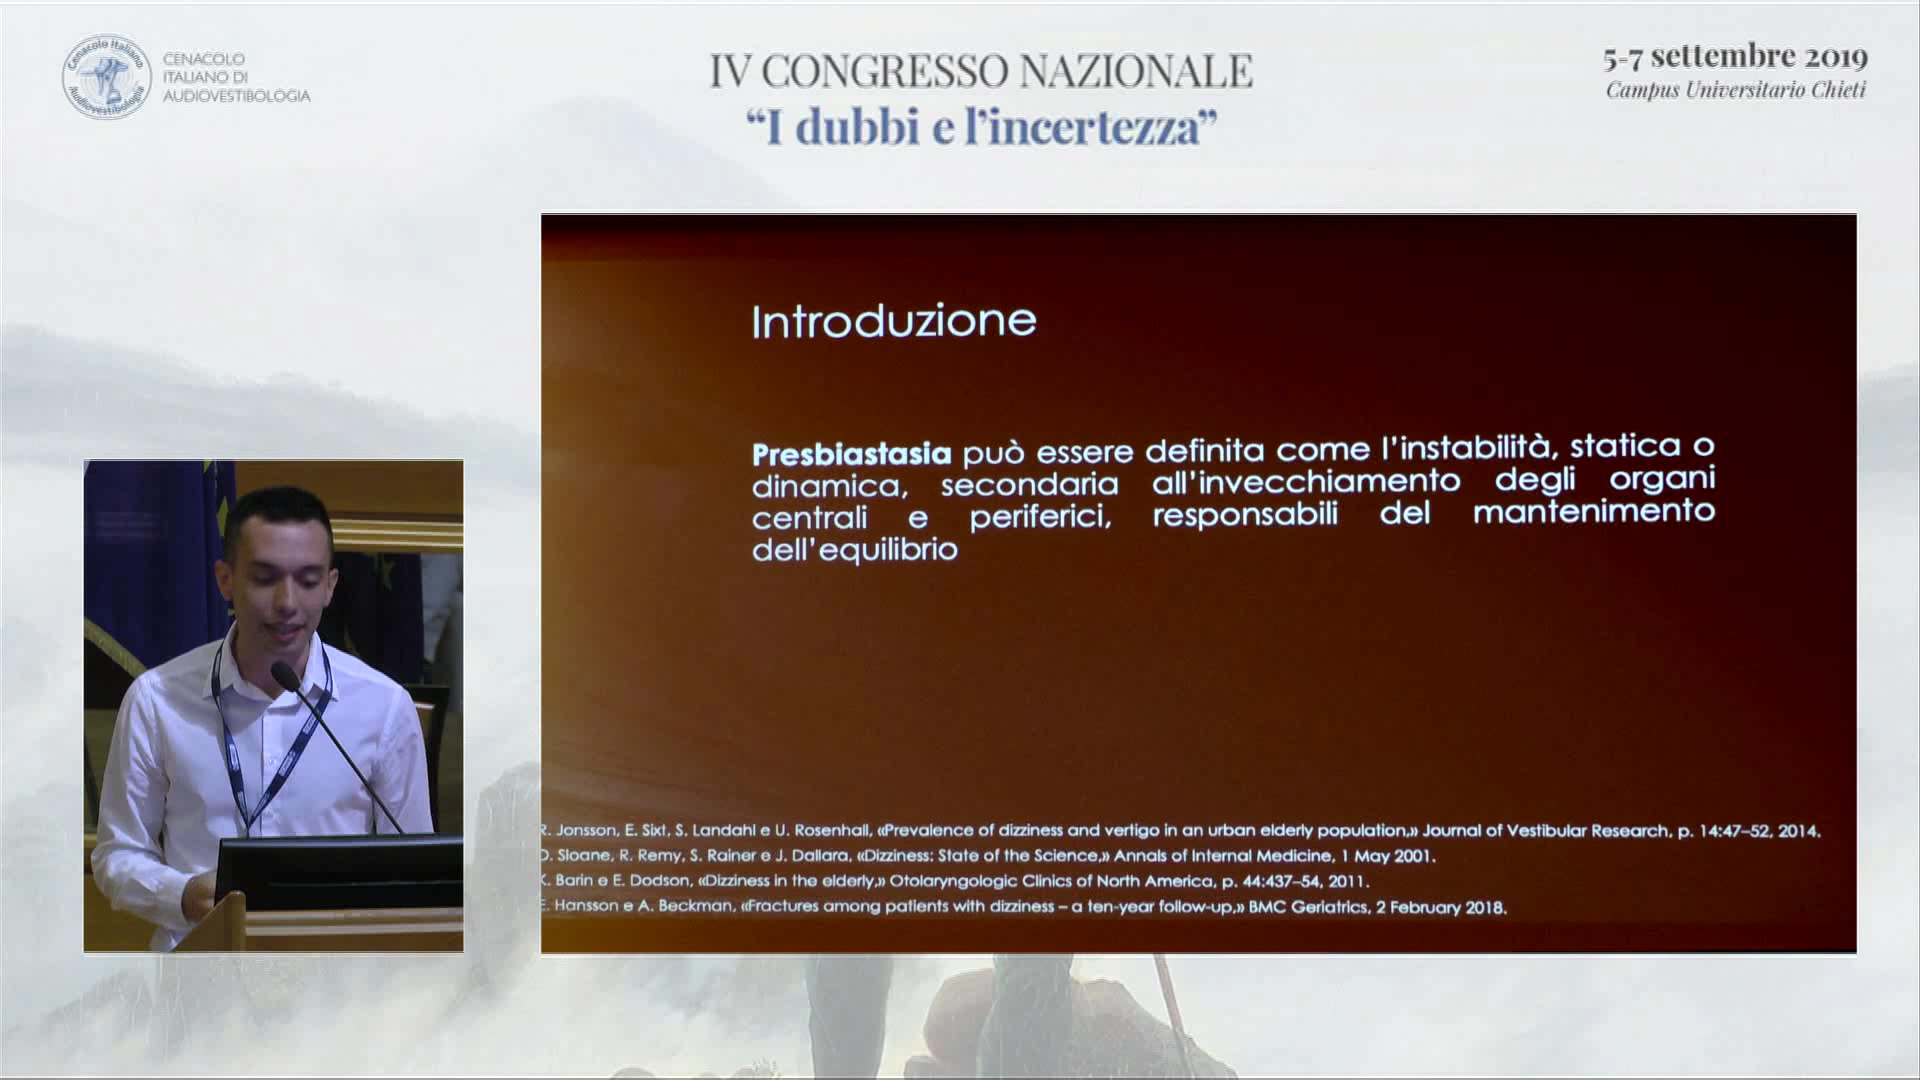 Cenacolo Italiano
Audiovestibologia
CENACOLO
ITALIANO DI
AUDIOVESTIBOLOGIA
IV CONGRESSO NAZIONALE
“I dubbi e l’incertezza”
5-7 settembre 2019
Campus Universitario Chieti
Introduzione
Presbiastasia può essere definita come l’instabilità, statica o
dinamica, secondaria all’invecchiamento degli organi
centrali e periferici, responsabili del mantenimento
dell’equilibrio
R. Jonsson, E. Sixt, S. Landahl e U. Rosenhall, «Prevalence of dizziness and vertigo in an urban elderly population,» Journal of Vestibular Research, p. 14:47–52, 2014.
D. Sloane, R. Remy, S. Rainer e J. Dallara, «Dizziness: State of the Science,» Annals of Internal Medicine, 1 May 2001.
K. Barin e E. Dodson, «Dizziness in the elderly,» Otolaryngologic Clinics of North America, p. 44:437–54, 2011.
E. Hansson e A. Beckman, «Fractures among patients with dizziness – a ten-year follow-up,» BMC Geriatrics, 2 February 2018.